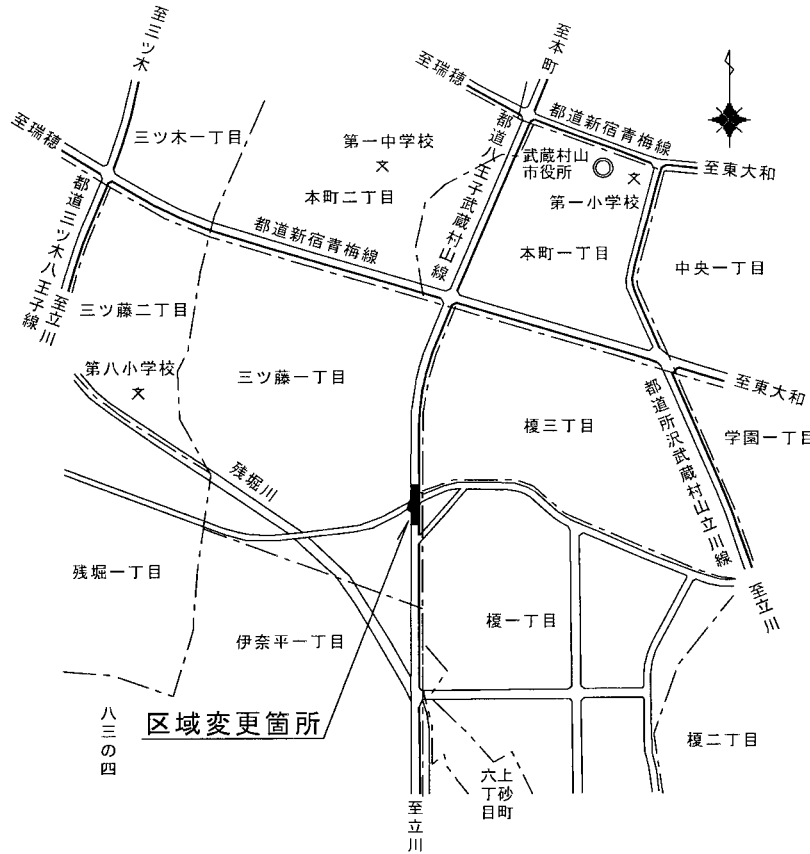 至三ツ木
至瑞穂
三ツ木一丁目
都道三ツ木八王子線
至立川
第一中学校
本町二丁目
都道新宿青梅線
至瑞穂
至本町
都道新宿青梅線
都道八王子武蔵村山線
武蔵村山
市役所
第一小学校
至東大和
本町一丁目
中央一丁目
三ツ藤二丁目
第八小学校
三ツ藤一丁目
榎三丁目
至東大和
学園一丁目
都道所沢武蔵村山立川線
至立川
残堀川
残堀一丁目
伊奈平一丁目
榎一丁目
榎二丁目
八三の四
区域変更箇所
上砂町
六丁目
至立川